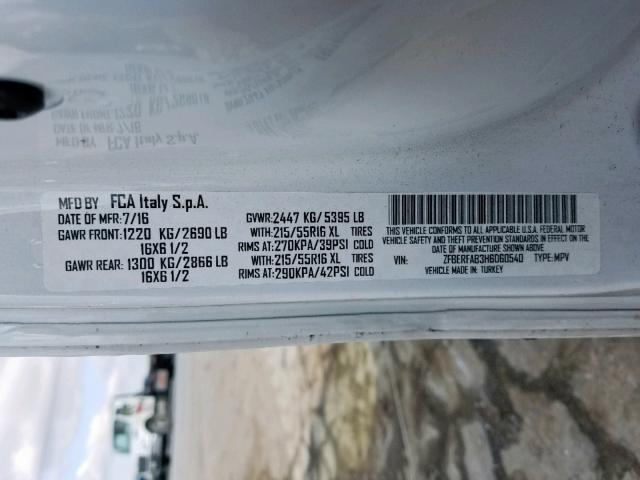 MFD BY FCA Italy S.p.A.
DATE OF MFR: 7/16
GAWR FRONT: 1220 KG/2690 LB
16X6 1/2
GAWR REAR: 1300 KG/2866 LB
16X6 1/2
GVWR: 2447 KG/ 5395 LB
WITH: 215/55R16 XL TIRES
RIMS AT: 270KPA/39PSI COLD
WITH: 215/55R16 XL TIRES
RIMS AT: 290KPA/42PSI COLD
THIS VEHICLE CONFORMS TO ALL APPLICABLE U.S.A. FEDERAL MOTOR
VEHICLE SAFETY STANDARDS IN EFFECT ON THE
DATE OF MANUFACTURE SHOWN ABOVE
VIN: ZFBERFAB3H6060540 TYPE: MPV
VEHICLE MADE IN: TURKEY